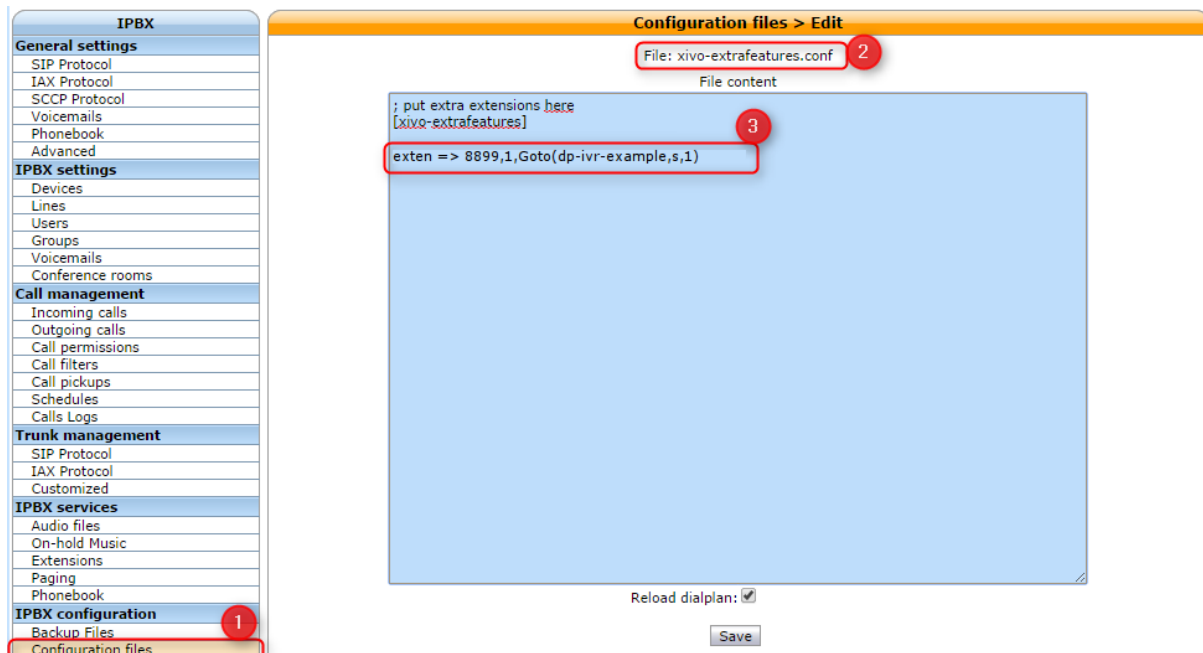 IPBX
General settings
SIP Protocol
IAX Protocol
SCCP Protocol
Voicemails
Phonebook
Advanced
IPBX settings
Devices
Lines
Users
Groups
Voicemails
Conference rooms
Call management
Incoming calls
Outgoing calls
Call permissions
Call filters
Call pickups
Schedules
Calls Logs
Trunk management
SIP Protocol
IAX Protocol
Customized
IPBX services
Audio files
On-hold Music
Extensions
Paging
Phonebook
IPBX configuration
1
Backup Files
Configuration files
Configuration files > Edit
File: xivo-extrafeatures.conf
2
File content
; put extra extensions here
[xivo-extrafeatures]
3
exten => 8899,1,Goto(dp-ivr-example,s,1)
Reload dialplan:
Save